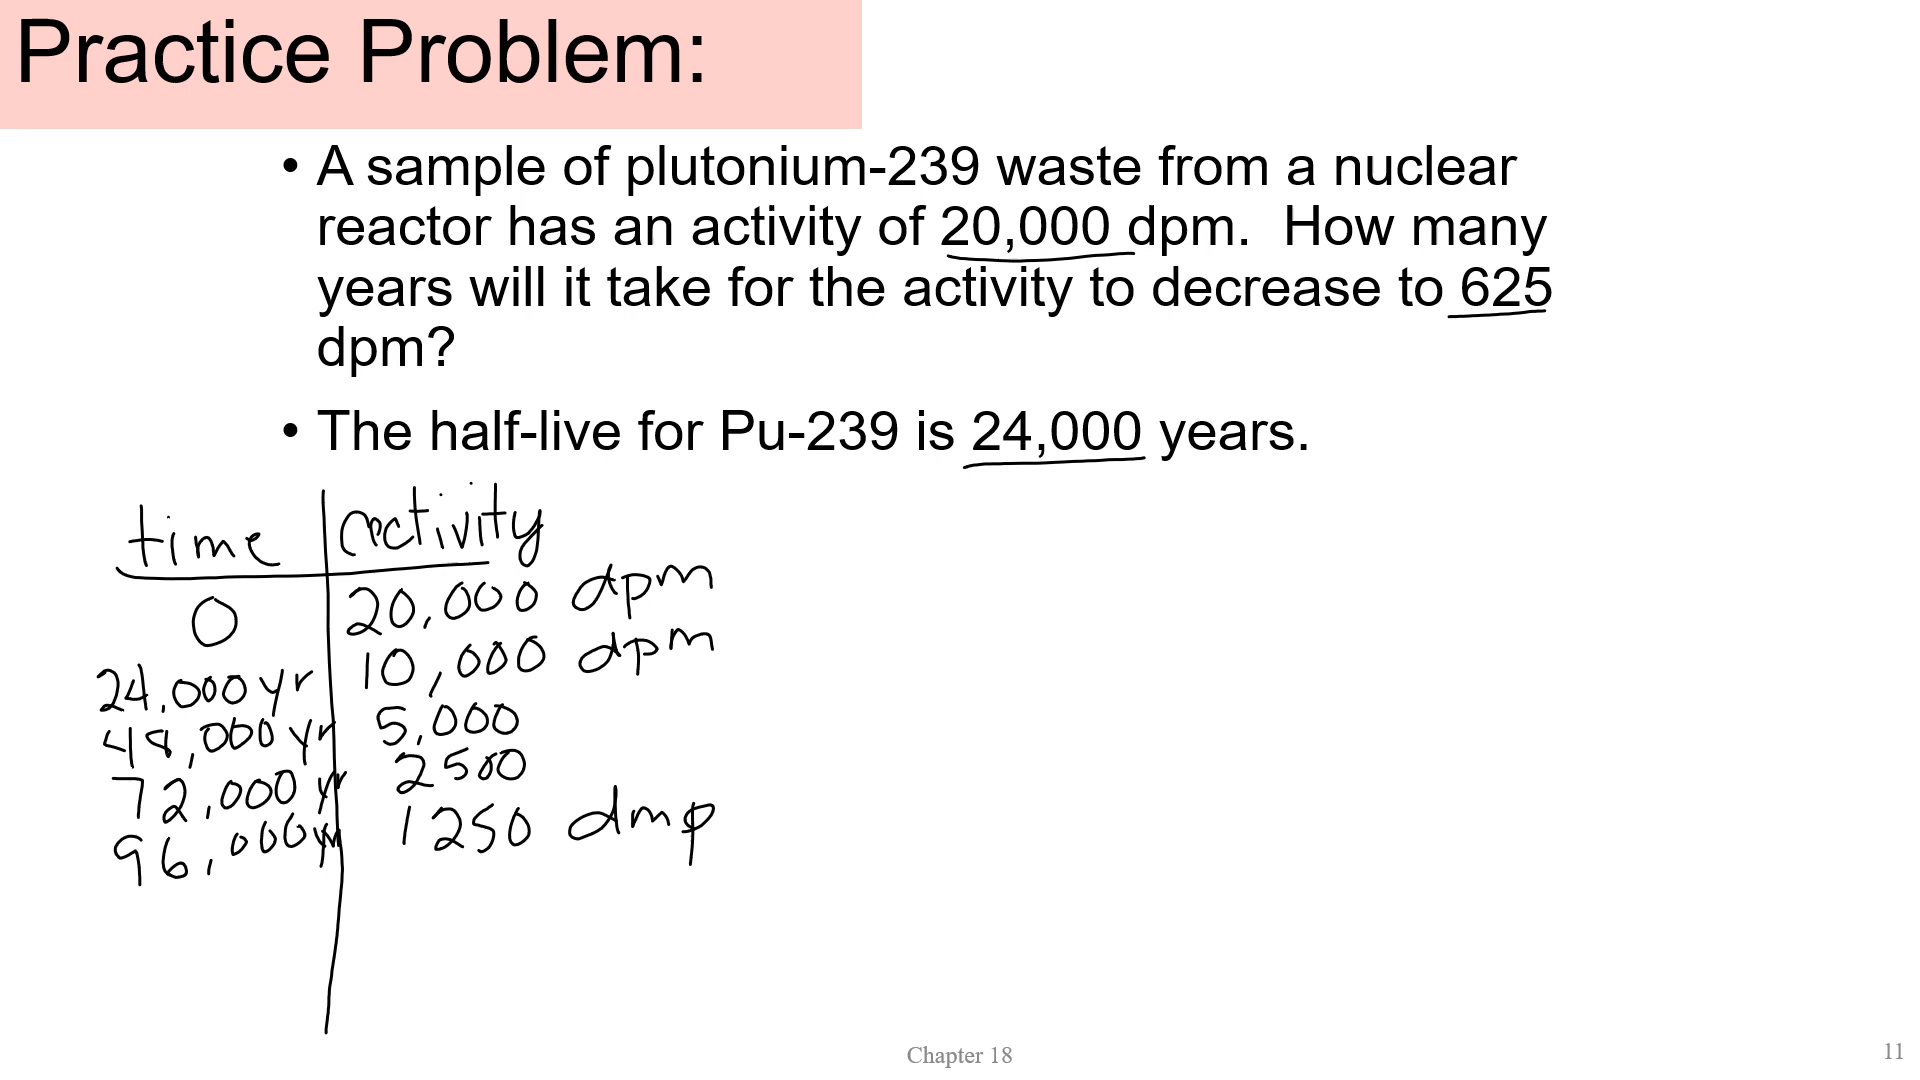 Practice Problem:
• A sample of plutonium-239 waste from a nuclear
reactor has an activity of 20,000 dpm.  How many
years will it take for the activity to decrease to 625
dpm?
• The half-live for Pu-239 is 24,000 years.
time activity
0 20,000 dpm
24,000 yr 10,000 dpm
48,000 yr 5,000
72,000 yr 2500
96,000 yr 1250 dmp
Chapter 18
11